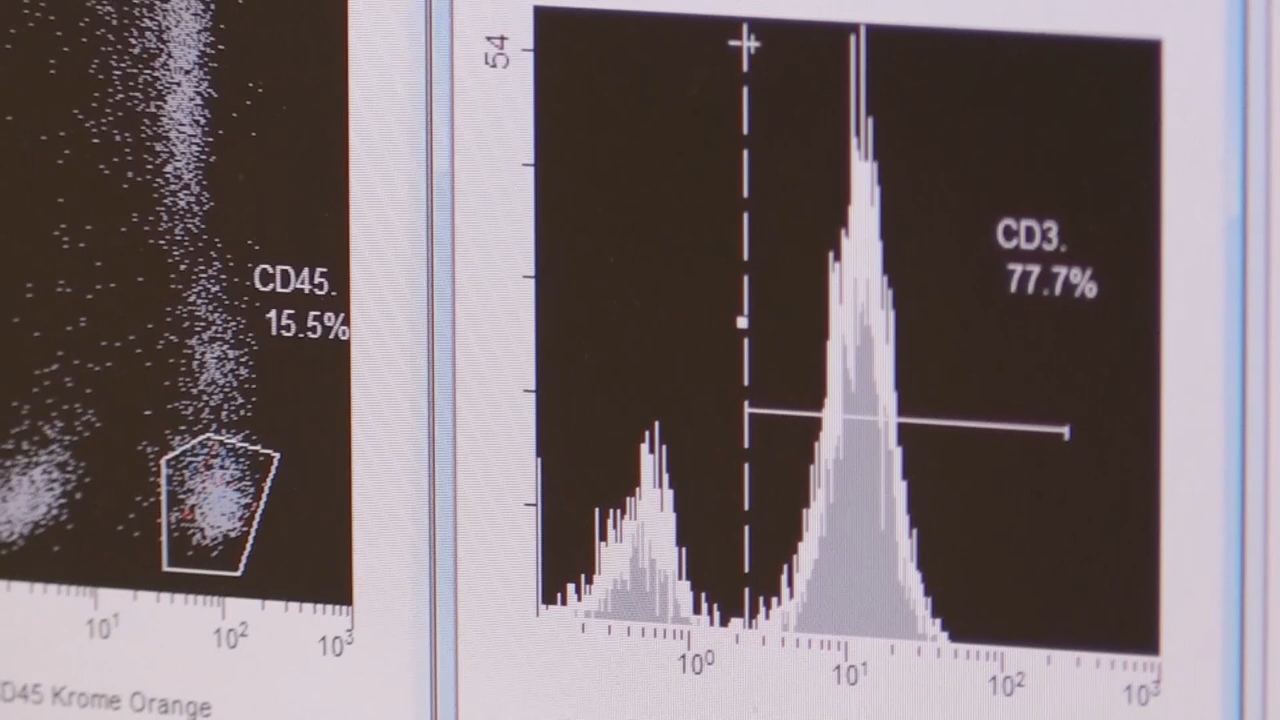 CD45.
15.5%
10¹ 10² 10³
D45 Krome Orange
54
CD3.
77.7%
10⁰ 10¹ 10² 10³